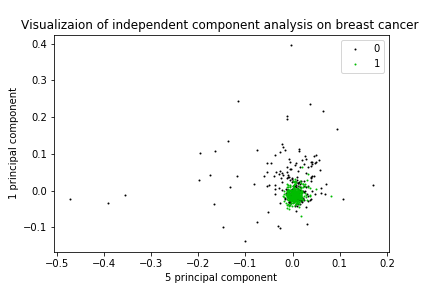 Visualizaion of independent component analysis on breast cancer
0
1
0.4
0.3
0.2
0.1
0.0
−0.1
1 principal component
−0.5 −0.4 −0.3 −0.2 −0.1 0.0 0.1 0.2
5 principal component